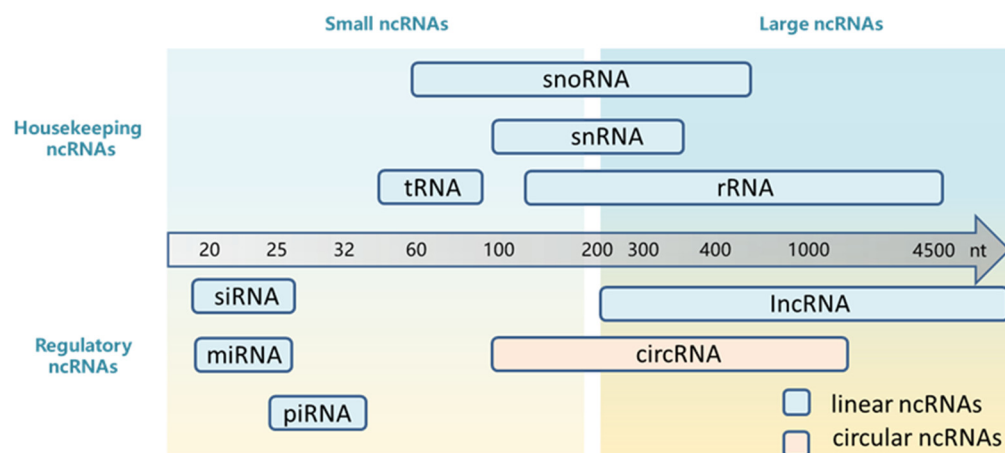 Small ncRNAs
Large ncRNAs
snoRNA
Housekeeping
ncRNAs
snRNA
tRNA
rRNA
20 25 32 60 100 200 300 400 1000 4500 nt
siRNA
lncRNA
Regulatory
ncRNAs
miRNA
circRNA
piRNA
linear ncRNAs
circular ncRNAs